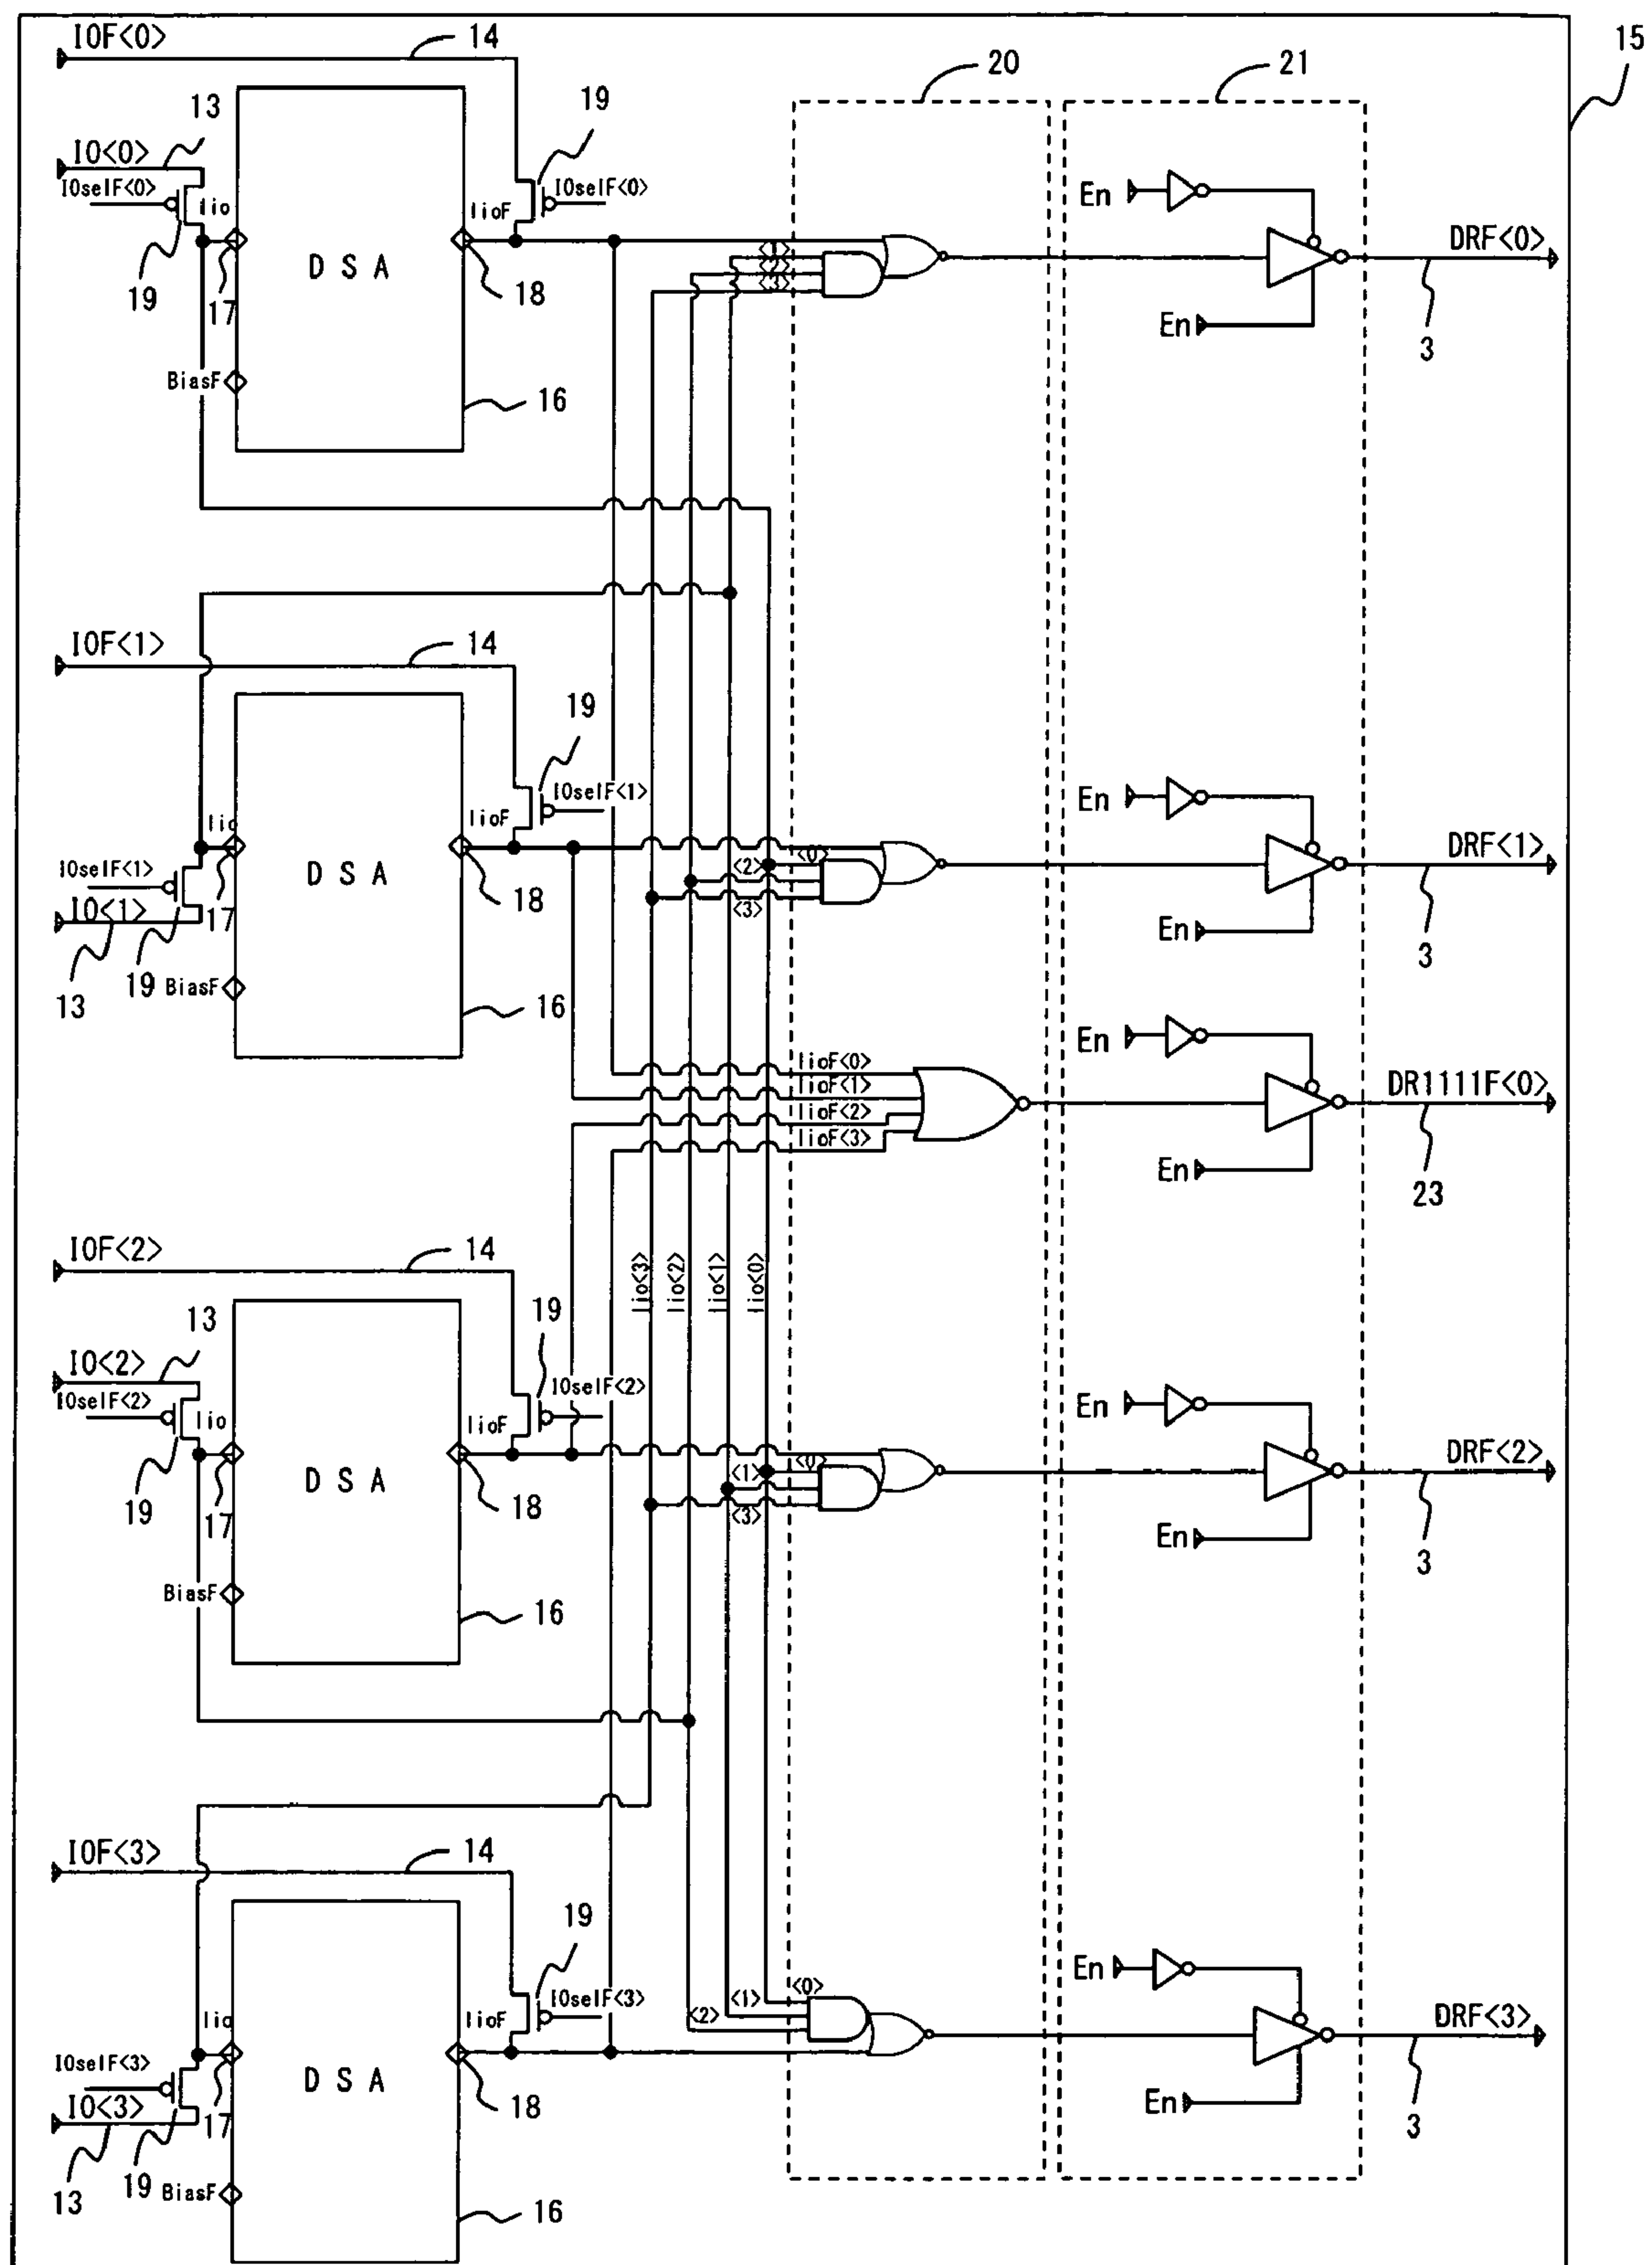 IOF<0>
14
15
20
21
13
19
IO<0>
IOselF<0>
lio
lioF
IOselF<0>
En
DRF<0>
D S A
<1>
<2>
<3>
19
17
18
En
3
BiasF
16
IOF<1>
14
19
IOselF<1>
En
lio
lioF
DRF<1>
IOselF<1>
D S A
<0>
<2>
<3>
IO<1>
17
18
En
3
13
19
BiasF
16
En
lioF<0>
lioF<1>
lioF<2>
lioF<3>
DR1111F<0>
En
23
IOF<2>
14
lio<3>
lio<2>
lio<1>
lio<0>
13
19
IO<2>
IOselF<2>
IOselF<2>
En
lio
lioF
DRF<2>
D S A
<0>
<1>
<3>
19
17
18
En
3
BiasF
16
IOF<3>
14
19
En
IOselF<3>
<0>
<1>
<2>
lio
lioF
DRF<3>
IOselF<3>
D S A
IO<3>
17
18
En
3
13
19
BiasF
16